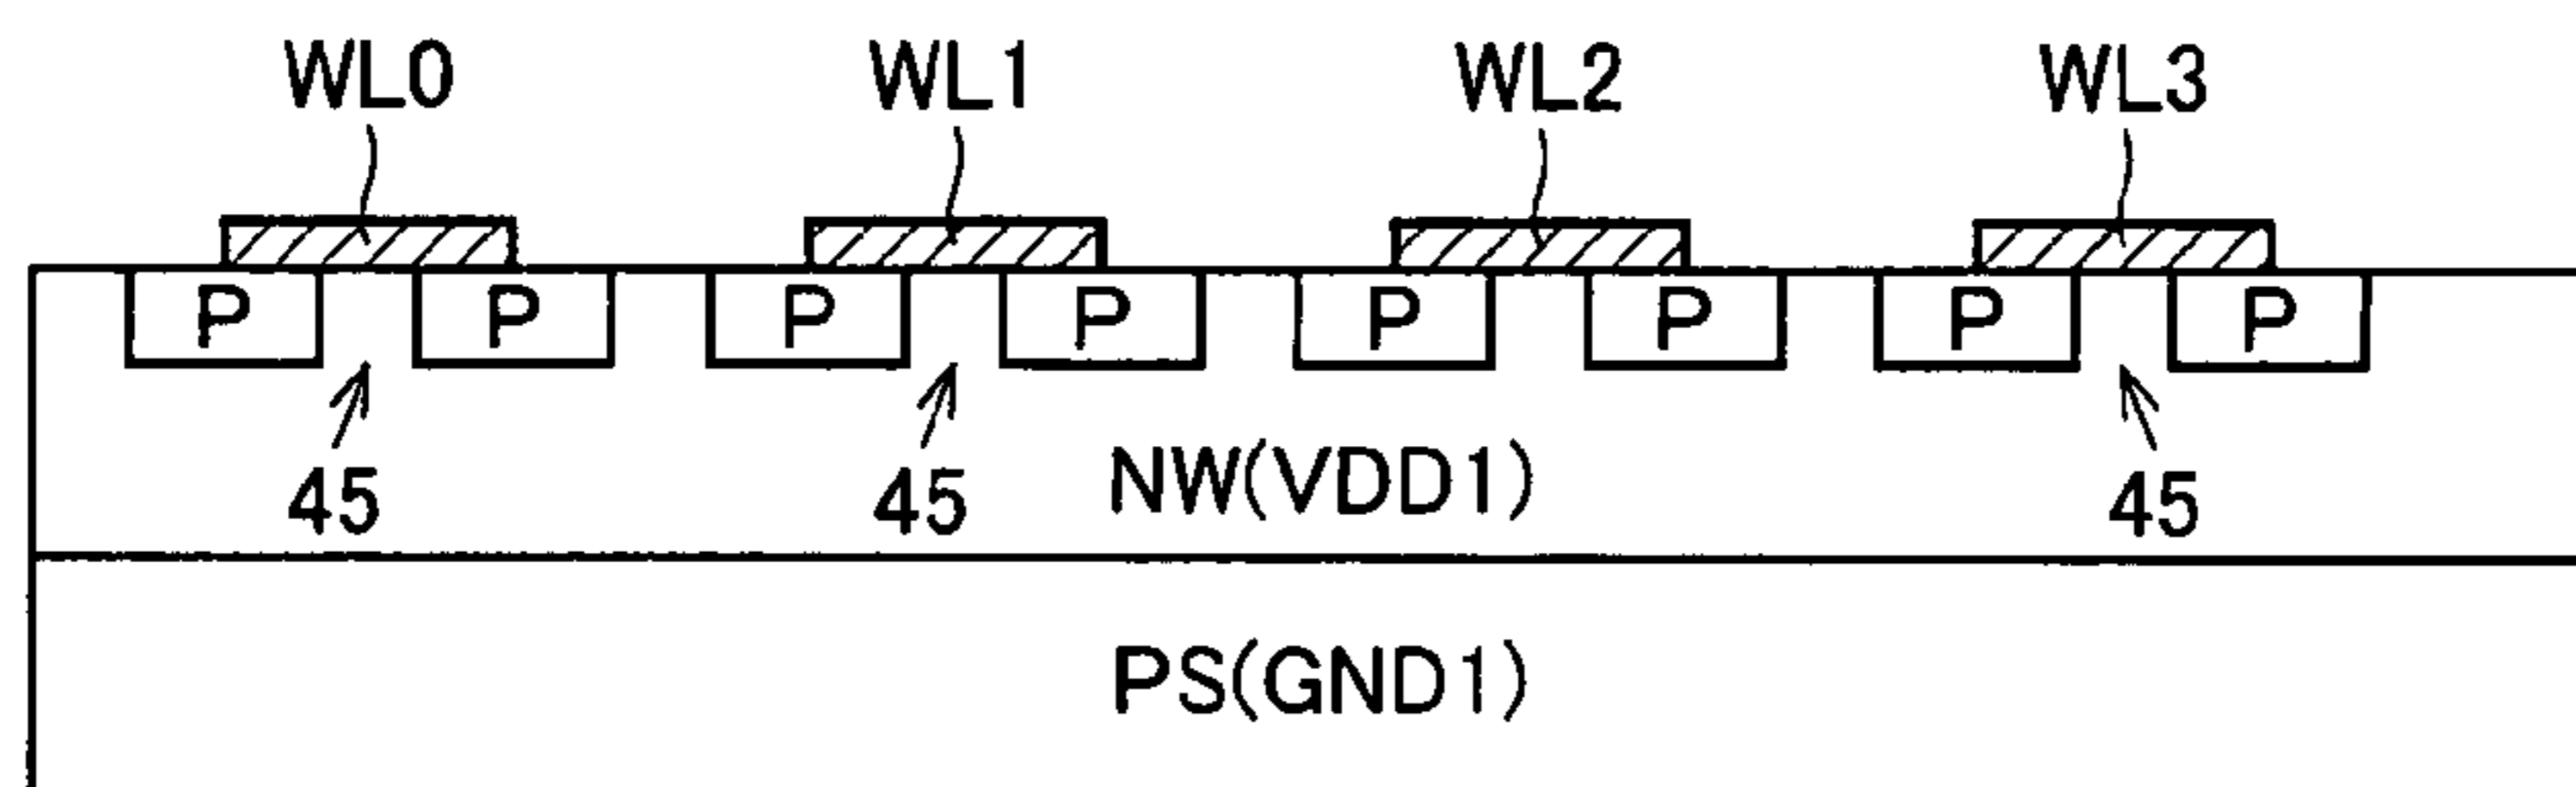 WL0 WL1 WL2 WL3
P P P P P P P P
45 45 NW(VDD1) 45
PS(GND1)